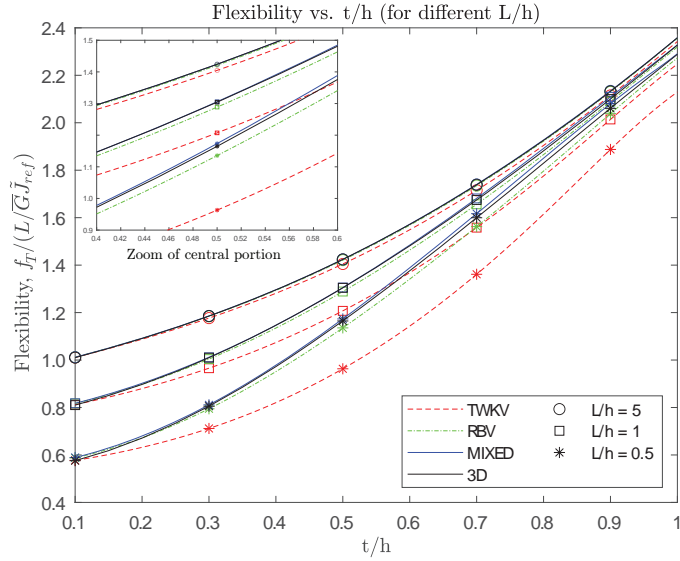 Flexibility vs. t/h (for different L/h)
Flexibility, f_T/(L/\overline{G}\tilde{J}_{ref})
2.4
2.2
2.0
1.8
1.6
1.4
1.2
1.0
0.8
0.6
0.4
1.5
1.4
1.3
1.2
1.1
1.0
0.9
0.4 0.42 0.44 0.46 0.48 0.5 0.52 0.54 0.56 0.58 0.6
Zoom of central portion
TWKV L/h = 5
RBV L/h = 1
MIXED L/h = 0.5
3D
0.1 0.2 0.3 0.4 0.5 0.6 0.7 0.8 0.9 1
t/h